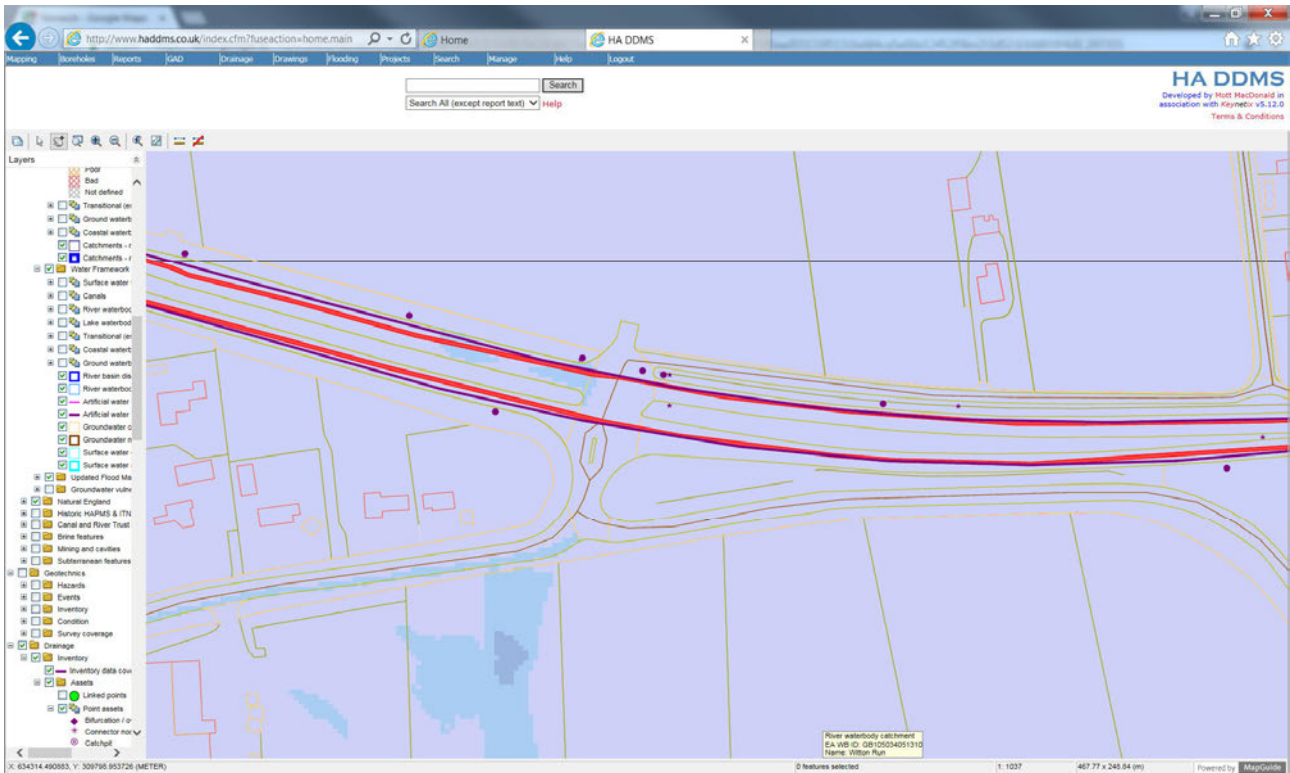 http://www.haddms.co.uk/index.cfm?fuseaction=home.main
Home
HA DDMS
Mapping Boreholes Reports GAD Drainage Drawings Flooding Projects Search Manage Help Logout
Search
Search All (except report text) Help
HA DDMS
Developed by Mott MacDonald in
association with Keynetix v5.12.0
Terms & Conditions
Layers
Poor
Bad
Not defined
Transitional (e
Ground waterb
Coastal waterb
Catchments - r
Catchments -
Water Framework
Surface water
Canals
River waterboc
Lake waterbod
Transitional (e
Coastal waterb
Ground waterb
River basin dis
River waterboc
Artificial water
Artificial water
Groundwater
Groundwater
Surface water
Surface water
Updated Flood Ma
Groundwater vulne
Natural England
Historic HAPMS & ITN
Canal and River Trust
Brine features
Mining and cavities
Subterranean features
Geotechnics
Hazards
Events
Inventory
Condition
Survey coverage
Drainage
Inventory
Inventory data cov
Assets
Linked points
Point assets
Bifurcation / o
Connector no
Catchpit
River waterbody catchment
EA WB ID: GB105034051310
Name: Witton Run
X: 634314.490883, Y: 309798.953726 (METER) 0 features selected 1: 1037 467.77 x 248.84 (m) Powered by MapGuide